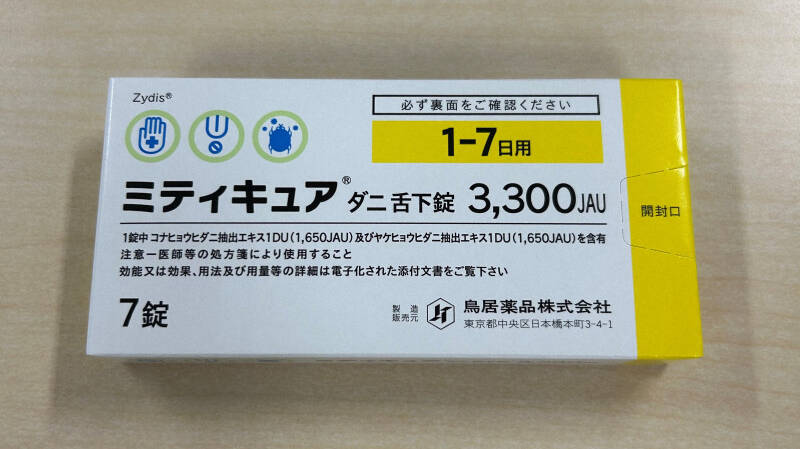 Zydis®
必ず裏面をご確認ください
1-7日用
ミティキュア® ダニ舌下錠 3,300JAU
開封口
1錠中 コナヒョウヒダニ抽出エキス1DU(1,650JAU)及びヤケヒョウヒダニ抽出エキス1DU(1,650JAU)を含有
注意－医師等の処方箋により使用すること
効能又は効果、用法及び用量等の詳細は電子化された添付文書をご覧下さい
7錠
製造
販売元
鳥居薬品株式会社
東京都中央区日本橋本町3-4-1